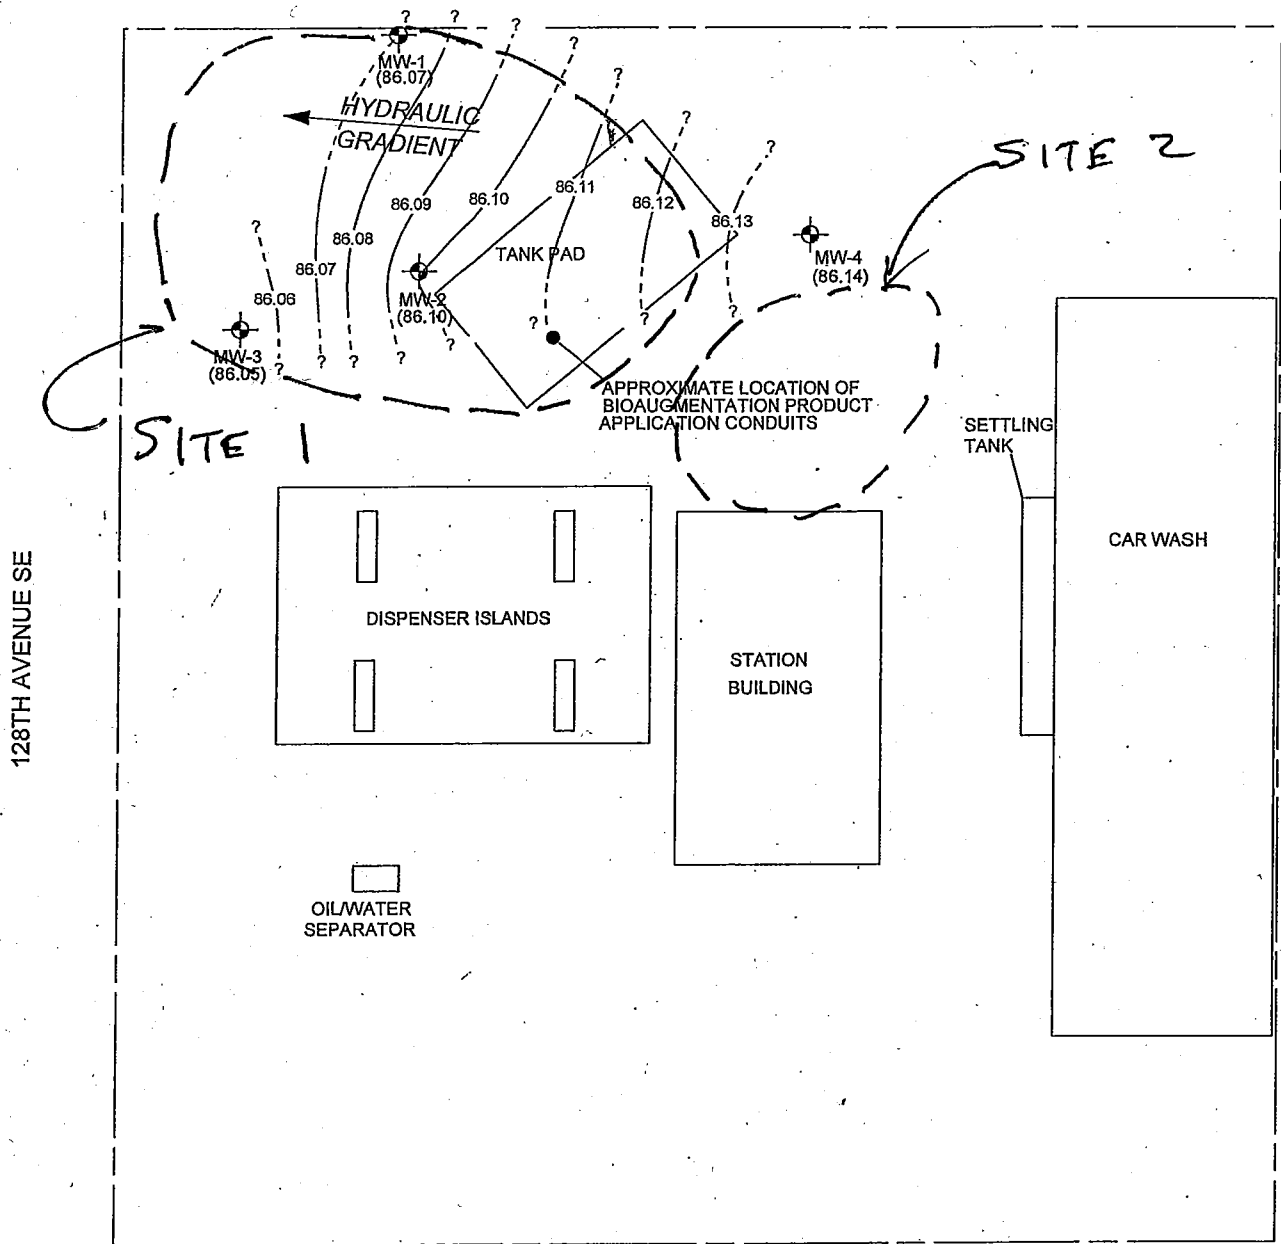 ? ? ? ? ? ? ?
MW-1
(86.07)
HYDRAULIC
GRADIENT
SITE 2
86.11
86.10
86.12
86.09
86.13
86.08
TANK PAD
MW-4
(86.14)
86.07
86.06
MW-2
(86.10)
MW-3
(86.05)
? ? ? ? ? ? ? ? ?
APPROXIMATE LOCATION OF
BIOAUGMENTATION PRODUCT
APPLICATION CONDUITS
SITE 1
SETTLING
TANK
CAR WASH
128TH AVENUE SE
DISPENSER ISLANDS
STATION
BUILDING
OIL/WATER
SEPARATOR